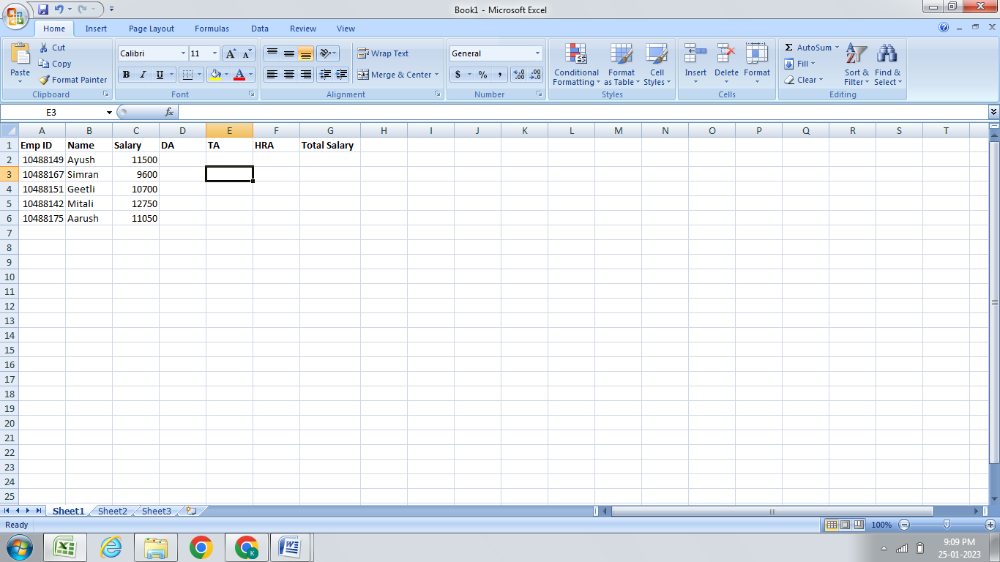 Book1 - Microsoft Excel
Home Insert Page Layout Formulas Data Review View
Paste Cut Copy Format Painter Clipboard
Calibri 11 B I U A A A Font
Wrap Text Merge & Center Alignment
General $ % , .00 .0 Number
Conditional Formatting Format as Table Cell Styles Styles
Insert Delete Format Cells
Σ AutoSum Fill Clear Sort & Filter Find & Select Editing
E3 fx
A B C D E F G H I J K L M N O P Q R S T
1 Emp ID Name Salary DA TA HRA Total Salary
2 10488149 Ayush 11500
3 10488167 Simran 9600
4 10488151 Geetli 10700
5 10488142 Mitali 12750
6 10488175 Aarush 11050
7
8
9
10
11
12
13
14
15
16
17
18
19
20
21
22
23
24
25
Sheet1 Sheet2 Sheet3
Ready 100%
K
9:09 PM
25-01-2023